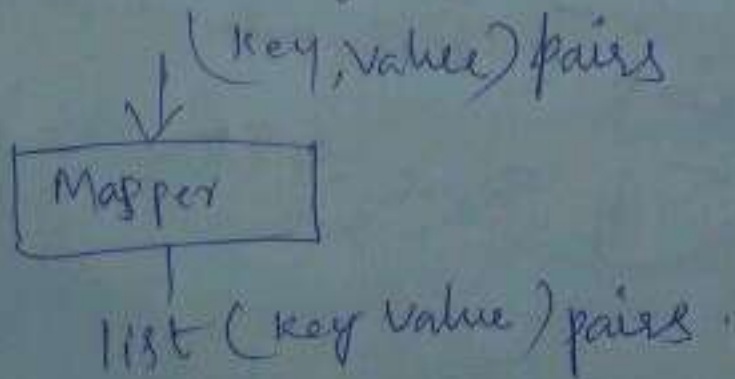 (key, value) pairs
Mapper
list (key value) pairs.